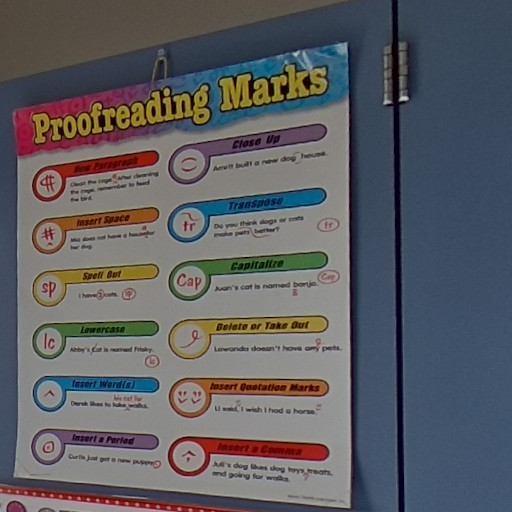 Proofreading Marks
New Paragraph
Clean the cage. After cleaning
the cage, remember to feed
the bird.
Insert Space
#
Mia does not have a housefor
her dog.
Spell Out
sp
I have 2 cats. sp
Lowercase
lc
Abby's Cat is named Frisky.
lc
Insert Word(s)
his cat for
Derek likes to take walks.
Insert a Period
Curtis just got a new puppy
Close Up
Amrit built a new dog house.
Transpose
tr
Do you think dogs or cats
make pets better? tr
Capitalize
Cap
Juan's cat is named banjo. Cap
Delete or Take Out
Lawanda doesn't have any pets.
Insert Quotation Marks
Li said, I wish I had a horse.
Insert a Comma
Juli's dog likes dog toys, treats,
and going for walks.